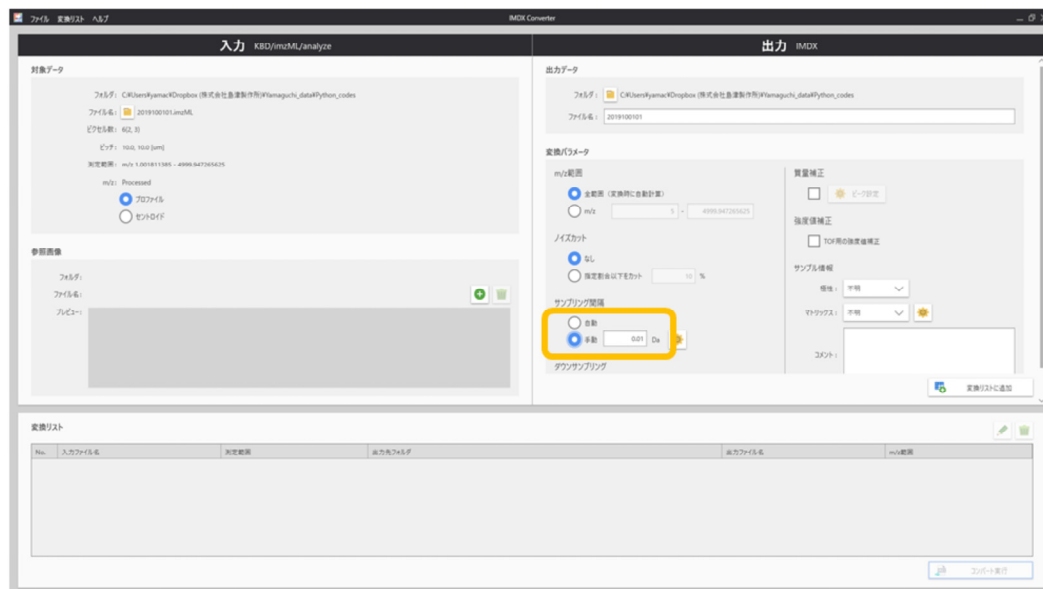 ファイル 変換リスト ヘルプ
IMDX Converter
入力 KBD/imzML/analyze
出力 IMDX
対象データ
フォルダ: C:¥Users¥yamac¥Dropbox (株式会社島津製作所)¥Yamaguchi_data¥Python_codes
ファイル名: 2019100101.imzML
ピクセル数: 6(2, 3)
ピッチ: 10.0, 10.0 [um]
測定範囲: m/z 1.001811385 - 4999.947265625
m/z: Processed
プロファイル
セントロイド
参照画像
フォルダ:
ファイル名:
プレビュー:
出力データ
フォルダ: C:¥Users¥yamac¥Dropbox (株式会社島津製作所)¥Yamaguchi_data¥Python_codes
ファイル名: 2019100101
変換パラメータ
m/z範囲
全範囲 (変換時に自動計算)
m/z 5 - 4999.947265625
ノイズカット
なし
指定割合以下をカット 10 %
サンプリング間隔
自動
手動 0.01 Da
ダウンサンプリング
質量補正
ピーク設定
強度値補正
TOF用の強度値補正
サンプル情報
極性: 不明
マトリックス: 不明
コメント:
変換リストに追加
変換リスト
No. 入力ファイル名 測定範囲 出力先フォルダ 出力ファイル名 m/z範囲
コンバート実行